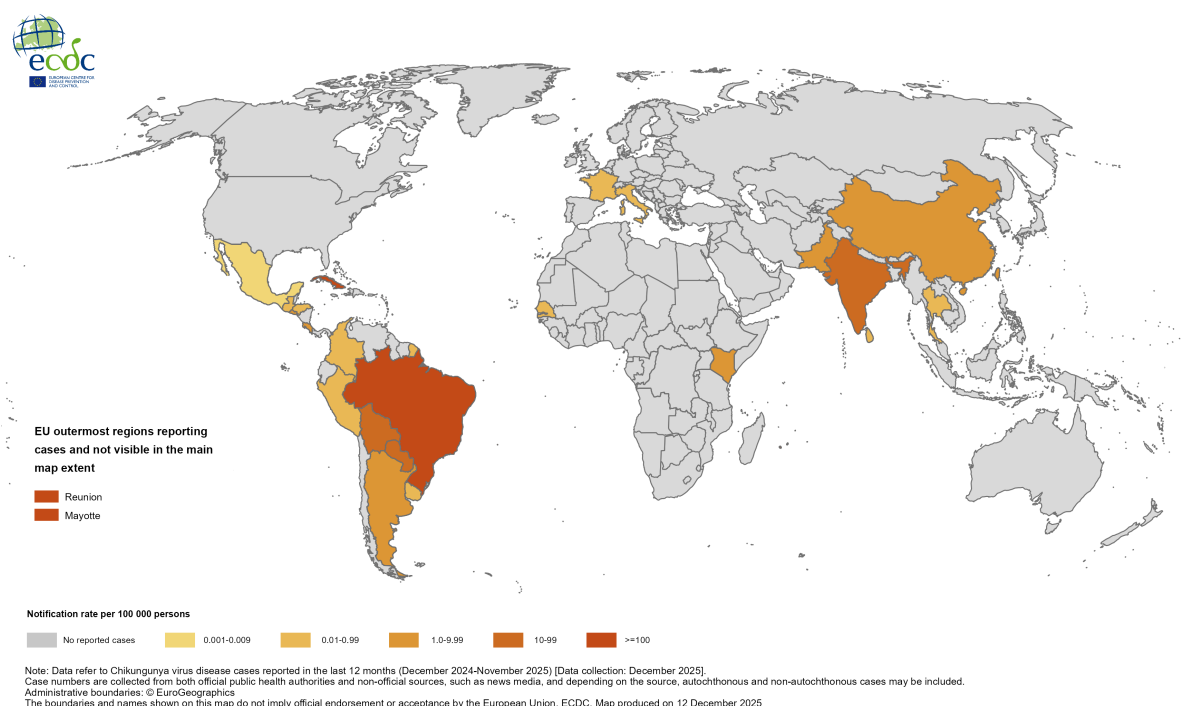 ecdc
EUROPEAN CENTRE FOR
DISEASE PREVENTION
AND CONTROL
EU outermost regions reporting
cases and not visible in the main
map extent
Reunion
Mayotte
Notification rate per 100 000 persons
No reported cases
0.001-0.009
0.01-0.99
1.0-9.99
10-99
>=100
Note: Data refer to Chikungunya virus disease cases reported in the last 12 months (December 2024-November 2025) [Data collection: December 2025].
Case numbers are collected from both official public health authorities and non-official sources, such as news media, and depending on the source, autochthonous and non-autochthonous cases may be included.
Administrative boundaries: © EuroGeographics
The boundaries and names shown on this map do not imply official endorsement or acceptance by the European Union. ECDC. Map produced on 12 December 2025